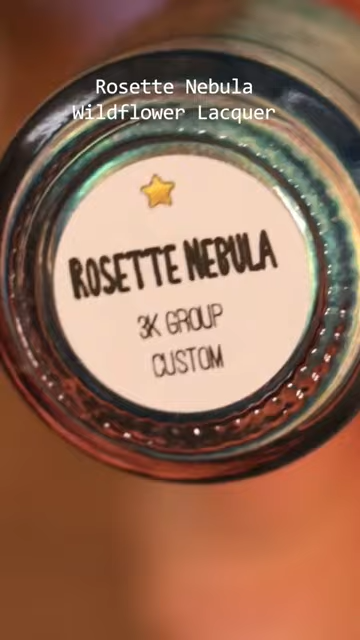 Rosette Nebula
Wildflower Lacquer
ROSETTE NEBULA
3K GROUP
CUSTOM